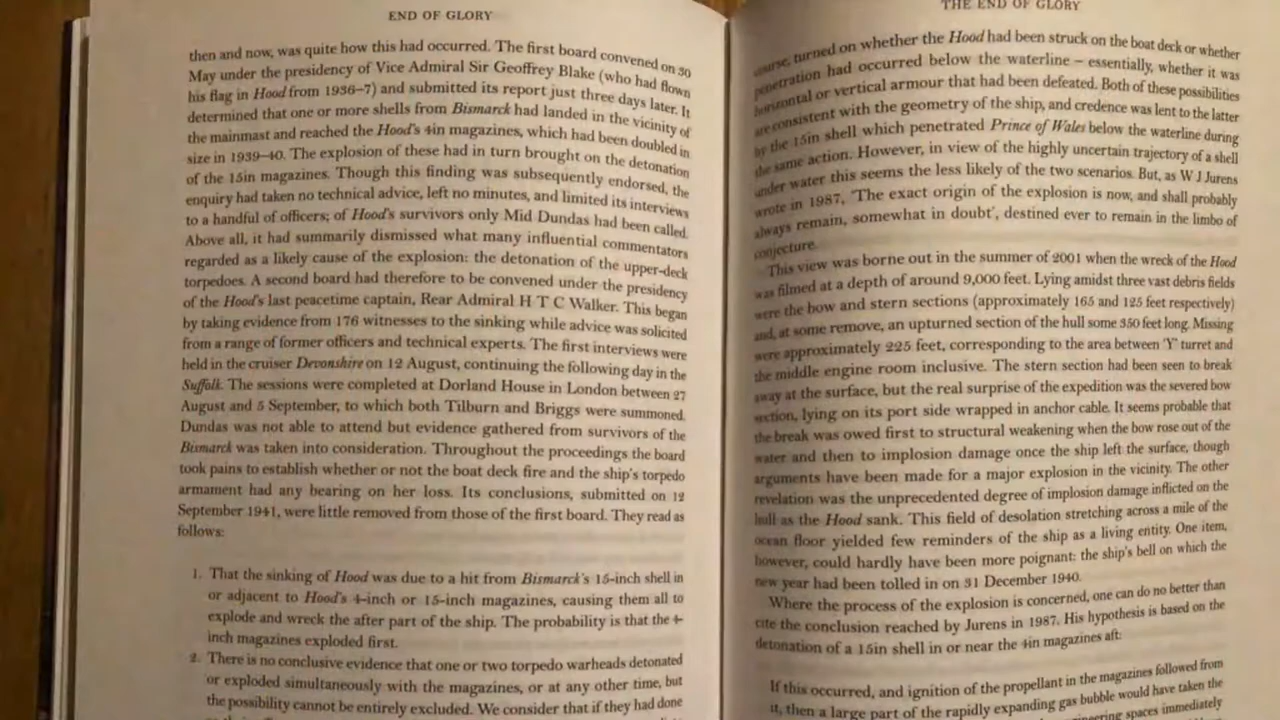 END OF GLORY
then and now, was quite how this had occurred. The first board convened on 30
May under the presidency of Vice Admiral Sir Geoffrey Blake (who had flown
his flag in Hood from 1936–7) and submitted its report just three days later. It
determined that one or more shells from Bismarck had landed in the vicinity of
the mainmast and reached the Hood's 4in magazines, which had been doubled in
size in 1939–40. The explosion of these had in turn brought on the detonation
of the 15in magazines. Though this finding was subsequently endorsed, the
enquiry had taken no technical advice, left no minutes, and limited its interviews
to a handful of officers; of Hood's survivors only Mid Dundas had been called.
Above all, it had summarily dismissed what many influential commentators
regarded as a likely cause of the explosion: the detonation of the upper-deck
torpedoes. A second board had therefore to be convened under the presidency
of the Hood's last peacetime captain, Rear Admiral H T C Walker. This began
by taking evidence from 176 witnesses to the sinking while advice was solicited
from a range of former officers and technical experts. The first interviews were
held in the cruiser Devonshire on 12 August, continuing the following day in the
Suffolk. The sessions were completed at Dorland House in London between 27
August and 5 September, to which both Tilburn and Briggs were summoned.
Dundas was not able to attend but evidence gathered from survivors of the
Bismarck was taken into consideration. Throughout the proceedings the board
took pains to establish whether or not the boat deck fire and the ship's torpedo
armament had any bearing on her loss. Its conclusions, submitted on 12
September 1941, were little removed from those of the first board. They read as
follows:
1. That the sinking of Hood was due to a hit from Bismarck's 15-inch shell in
or adjacent to Hood's 4-inch or 15-inch magazines, causing them all to
explode and wreck the after part of the ship. The probability is that the 4-
inch magazines exploded first.
2. There is no conclusive evidence that one or two torpedo warheads detonated
or exploded simultaneously with the magazines, or at any other time, but
the possibility cannot be entirely excluded. We consider that if they had done
THE END OF GLORY
course, turned on whether the Hood had been struck on the boat deck or whether
penetration had occurred below the waterline – essentially, whether it was
horizontal or vertical armour that had been defeated. Both of these possibilities
are consistent with the geometry of the ship, and credence was lent to the latter
by the 15in shell which penetrated Prince of Wales below the waterline during
the same action. However, in view of the highly uncertain trajectory of a shell
under water this seems the less likely of the two scenarios. But, as W J Jurens
wrote in 1987, 'The exact origin of the explosion is now, and shall probably
always remain, somewhat in doubt', destined ever to remain in the limbo of
conjecture.
This view was borne out in the summer of 2001 when the wreck of the Hood
was filmed at a depth of around 9,000 feet. Lying amidst three vast debris fields
were the bow and stern sections (approximately 165 and 125 feet respectively)
and, at some remove, an upturned section of the hull some 350 feet long. Missing
were approximately 225 feet, corresponding to the area between 'Y' turret and
the middle engine room inclusive. The stern section had been seen to break
away at the surface, but the real surprise of the expedition was the severed bow
section, lying on its port side wrapped in anchor cable. It seems probable that
the break was owed first to structural weakening when the bow rose out of the
water and then to implosion damage once the ship left the surface, though
arguments have been made for a major explosion in the vicinity. The other
revelation was the unprecedented degree of implosion damage inflicted on the
hull as the Hood sank. This field of desolation stretching across a mile of the
ocean floor yielded few reminders of the ship as a living entity. One item,
however, could hardly have been more poignant: the ship's bell on which the
new year had been tolled in on 31 December 1940.
Where the process of the explosion is concerned, one can do no better than
cite the conclusion reached by Jurens in 1987. His hypothesis is based on the
detonation of a 15in shell in or near the 4in magazines aft:
If this occurred, and ignition of the propellant in the magazines followed from
it, then a large part of the rapidly expanding gas bubble would have taken the
spaces immediately